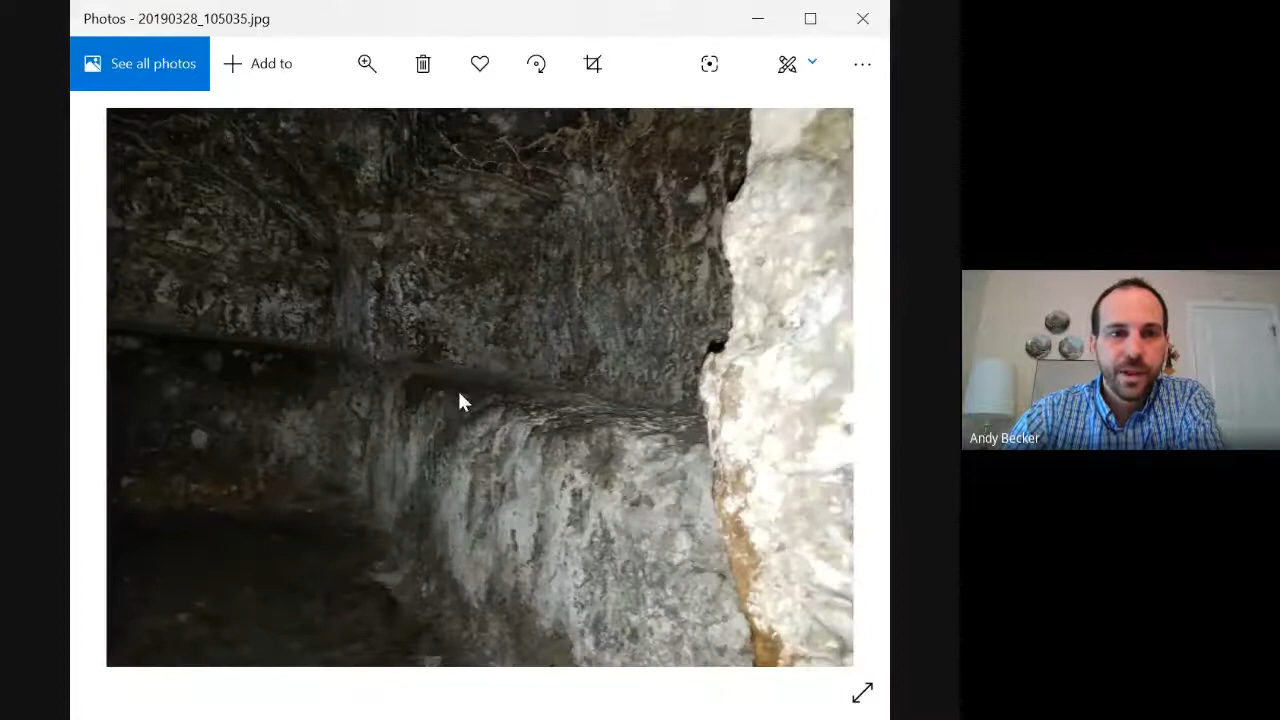 Photos - 20190328_105035.jpg
See all photos
Add to
Andy Becker